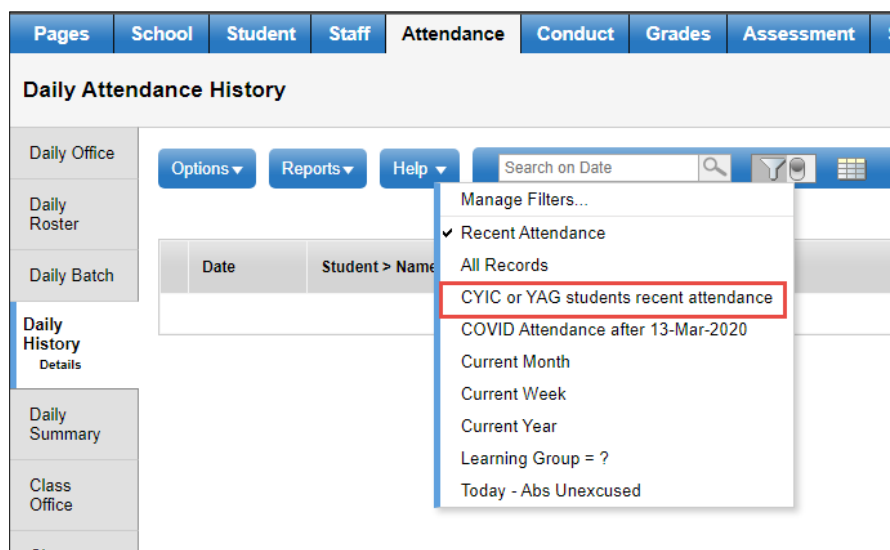 Pages School Student Staff Attendance Conduct Grades Assessment
Daily Attendance History
Daily Office
Options Reports Help Search on Date
Manage Filters...
Daily
Roster
Recent Attendance
Date Student > Name
All Records
Daily Batch
CYIC or YAG students recent attendance
Daily
History
Details
COVID Attendance after 13-Mar-2020
Current Month
Current Week
Daily
Summary
Current Year
Learning Group = ?
Class
Office
Today - Abs Unexcused